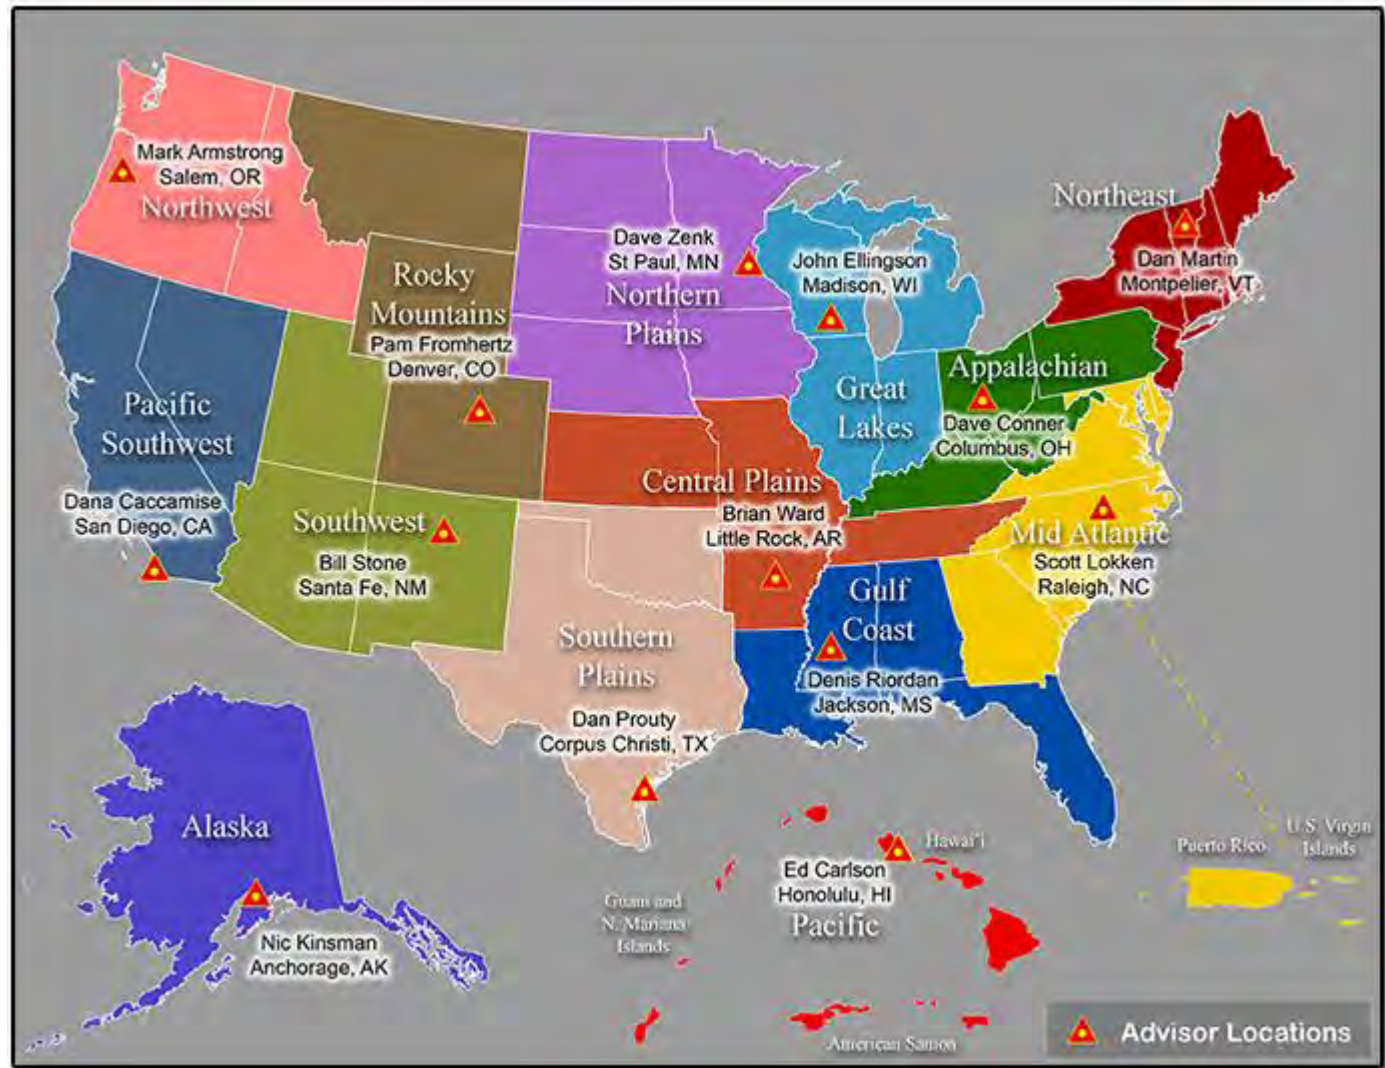 Mark Armstrong
Salem, OR
Northwest
Rocky
Mountains
Pam Fromhertz
Denver, CO
Dave Zenk
St Paul, MN
Northern
Plains
John Ellingson
Madison, WI
Great
Lakes
Northeast
Dan Martin
Montpelier, VT
Appalachian
Dave Conner
Columbus, OH
Pacific
Southwest
Dana Caccamise
San Diego, CA
Southwest
Bill Stone
Santa Fe, NM
Central Plains
Brian Ward
Little Rock, AR
Mid Atlantic
Scott Lokken
Raleigh, NC
Gulf
Coast
Denis Riordan
Jackson, MS
Southern
Plains
Dan Prouty
Corpus Christi, TX
Alaska
Nic Kinsman
Anchorage, AK
Hawai'i
Ed Carlson
Honolulu, HI
Pacific
Guam and
N. Mariana
Islands
American Samoa
Puerto Rico
U.S. Virgin
Islands
Advisor Locations